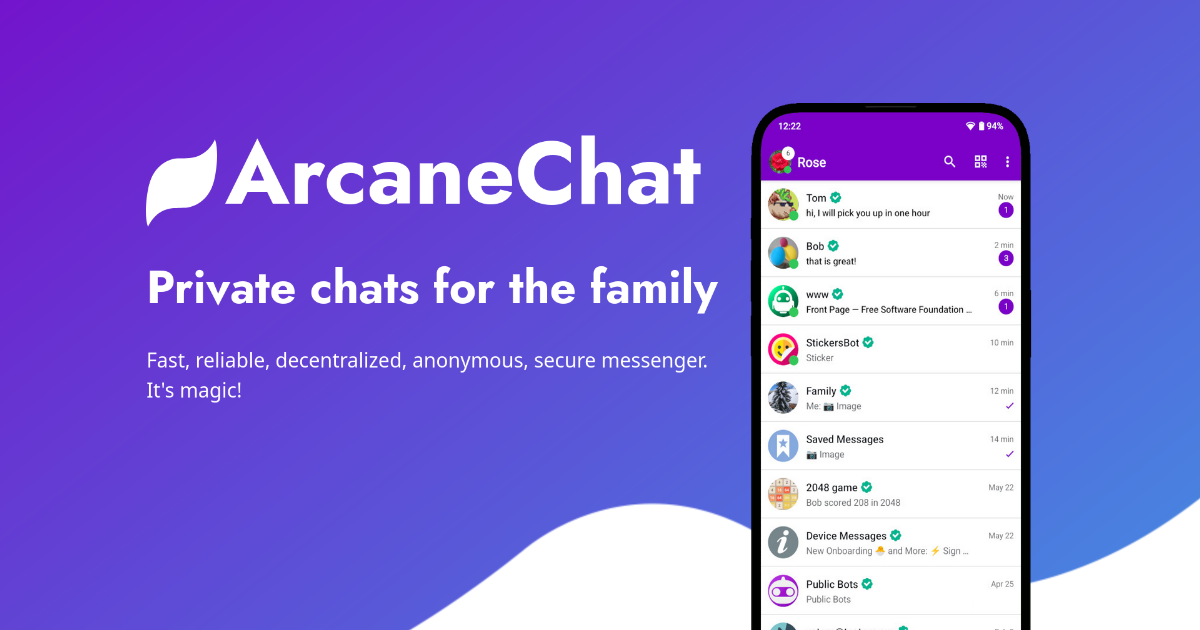 ArcaneChat
Private chats for the family
Fast, reliable, decentralized, anonymous, secure messenger.
It's magic!
12:22
94%
6
Rose
Tom
Now
hi, I will pick you up in one hour
1
Bob
2 min
that is great!
3
www
6 min
Front Page — Free Software Foundation ...
1
StickersBot
10 min
Sticker
Family
12 min
Me: 📷 Image
Saved Messages
14 min
📷 Image
2048 game
May 22
Bob scored 208 in 2048
Device Messages
May 22
New Onboarding 🐣 and More: ⚡ Sign ...
Public Bots
Apr 25
Public Bots